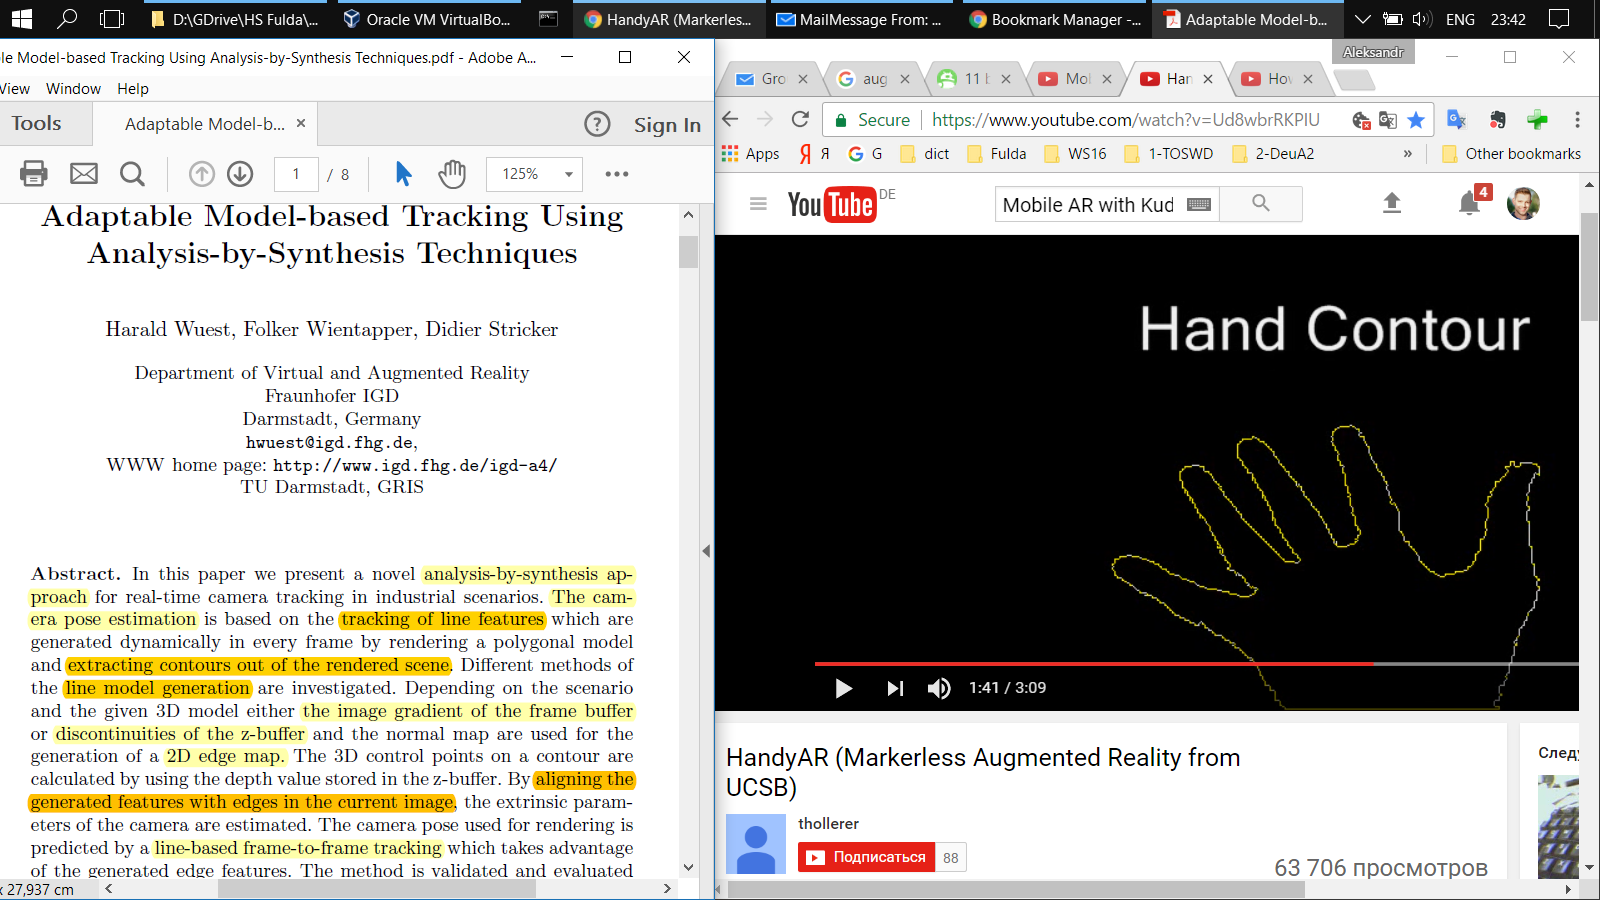 D:\GDrive\HS Fulda\...
Oracle VM VirtualBo...
HandyAR (Markerles...
MailMessage From: ...
Bookmark Manager -...
Adaptable Model-b...
ENG
23:42
le Model-based Tracking Using Analysis-by-Synthesis Techniques.pdf - Adobe A...
View Window Help
Tools
Adaptable Model-b... ×
? Sign In
1 / 8
125%
Adaptable Model-based Tracking Using
Analysis-by-Synthesis Techniques
Harald Wuest, Folker Wientapper, Didier Stricker
Department of Virtual and Augmented Reality
Fraunhofer IGD
Darmstadt, Germany
hwuest@igd.fhg.de,
WWW home page: http://www.igd.fhg.de/igd-a4/
TU Darmstadt, GRIS
Abstract. In this paper we present a novel analysis-by-synthesis ap-
proach for real-time camera tracking in industrial scenarios. The cam-
era pose estimation is based on the tracking of line features which are
generated dynamically in every frame by rendering a polygonal model
and extracting contours out of the rendered scene. Different methods of
the line model generation are investigated. Depending on the scenario
and the given 3D model either the image gradient of the frame buffer
or discontinuities of the z-buffer and the normal map are used for the
generation of a 2D edge map. The 3D control points on a contour are
calculated by using the depth value stored in the z-buffer. By aligning the
generated features with edges in the current image, the extrinsic param-
eters of the camera are estimated. The camera pose used for rendering is
predicted by a line-based frame-to-frame tracking which takes advantage
of the generated edge features. The method is validated and evaluated
x 27,937 cm
Aleksandr
Gro
aug
11 b
Mol
Han
How
Secure https://www.youtube.com/watch?v=Ud8wbrRKPIU
Apps Я G dict Fulda WS16 1-TOSWD 2-DeuA2 » Other bookmarks
YouTube DE
Mobile AR with Kud
4
Hand Contour
1:41 / 3:09
HandyAR (Markerless Augmented Reality from
UCSB)
След
thollerer
Подписаться 88
63 706 просмотров